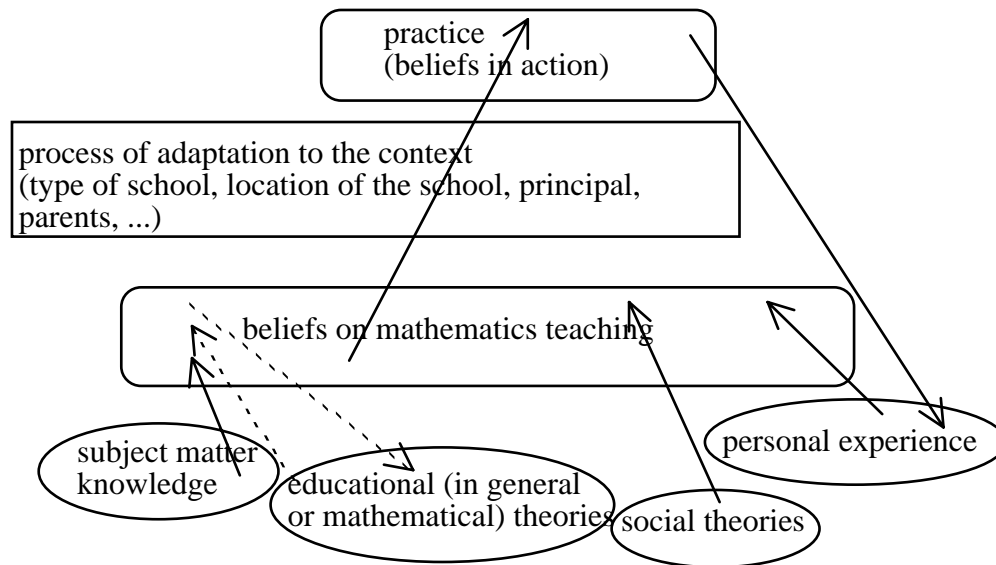 practice
(beliefs in action)
process of adaptation to the context
(type of school, location of the school, principal,
parents, ...)
beliefs on mathematics teaching
subject matter
knowledge
educational (in general
or mathematical) theories
social theories
personal experience